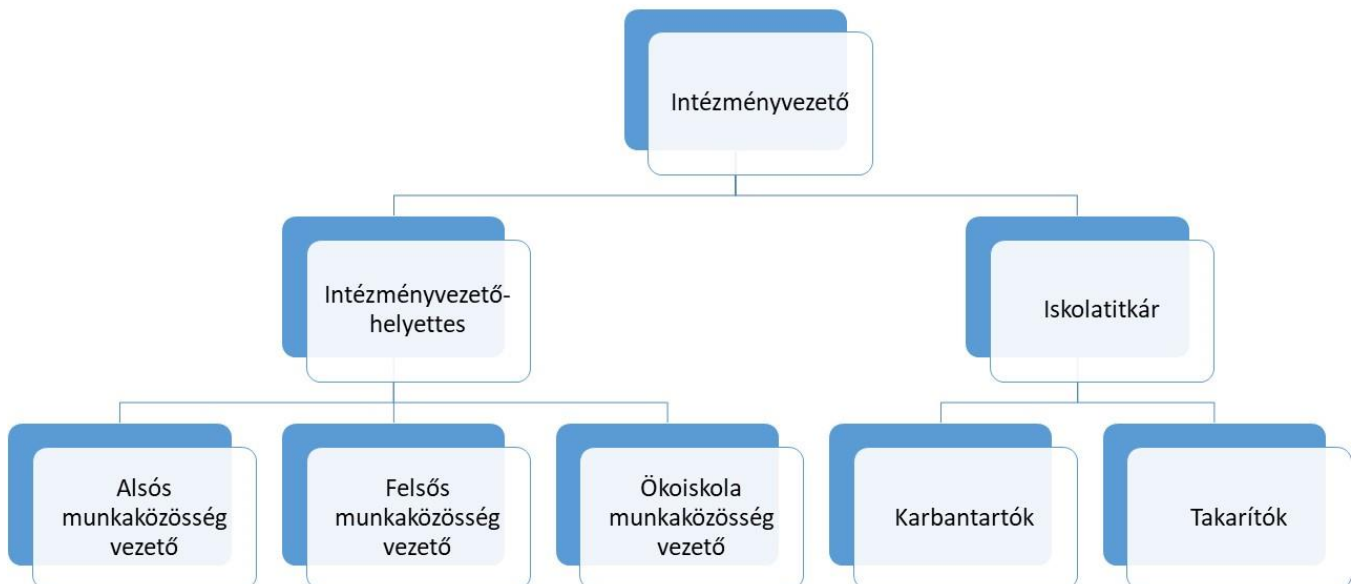 Intézményvezető
Intézményvezető-
helyettes
Iskolatitkár
Alsós
munkaközösség
vezető
Felsős
munkaközösség
vezető
Ökoiskola
munkaközösség
vezető
Karbantartók
Takarítók